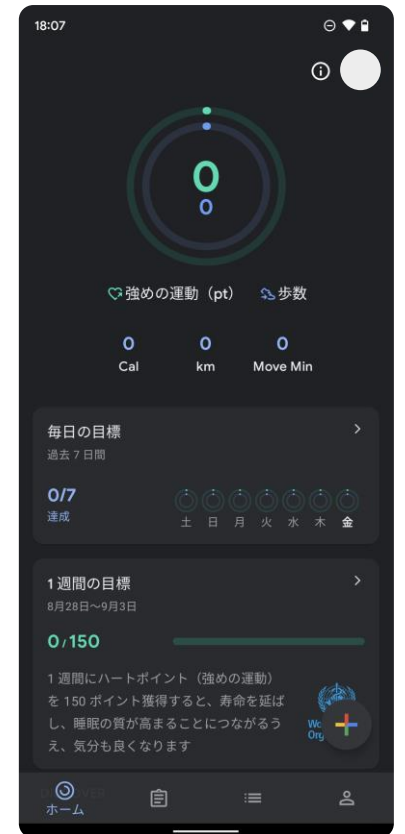 18:07
0
0
強めの運動（pt） 歩数
0 0 0
Cal km Move Min
毎日の目標
過去 7 日間
0/7
達成
土 日 月 火 水 木 金
1 週間の目標
8月28日～9月3日
0/150
1 週間にハートポイント（強めの運動）
を 150 ポイント獲得すると、寿命を延ば
し、睡眠の質が高まることにつながるう
え、気分も良くなります
ホーム